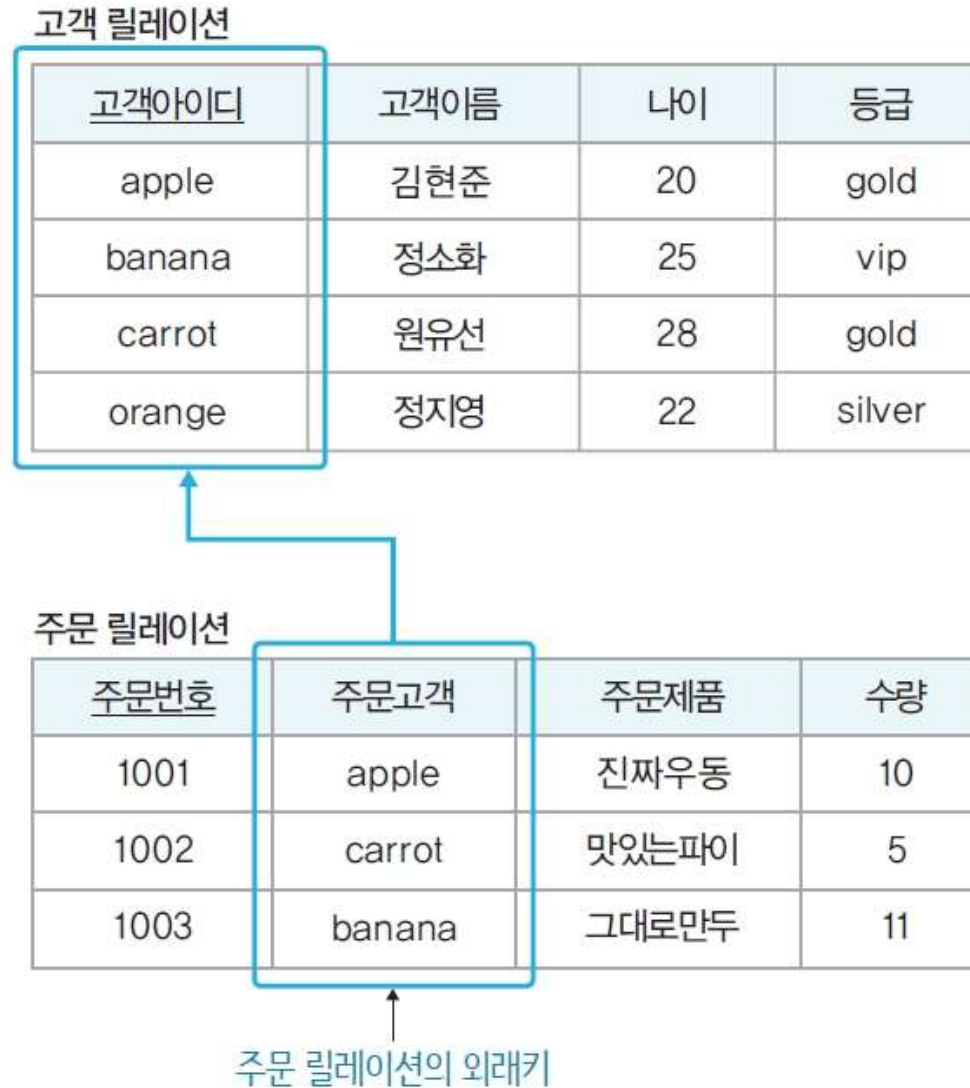 고객 릴레이션
고객아이디 고객이름 나이 등급
apple 김현준 20 gold
banana 정소화 25 vip
carrot 원유선 28 gold
orange 정지영 22 silver
주문 릴레이션
주문번호 주문고객 주문제품 수량
1001 apple 진짜우동 10
1002 carrot 맛있는파이 5
1003 banana 그대로만두 11
주문 릴레이션의 외래키